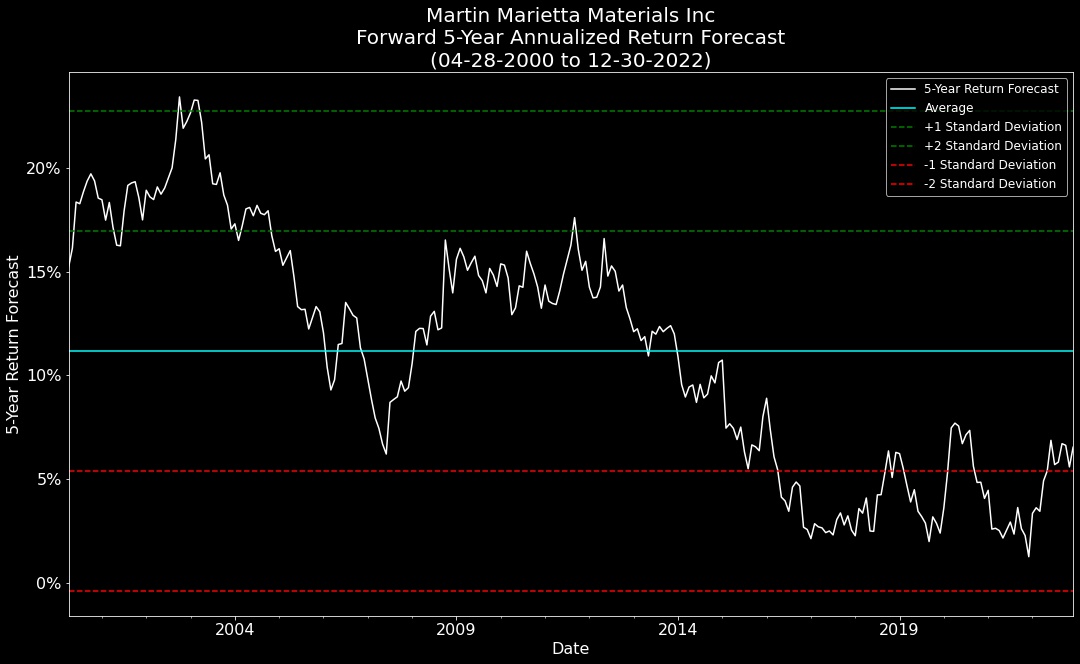 Martin Marietta Materials Inc
Forward 5-Year Annualized Return Forecast
(04-28-2000 to 12-30-2022)
5-Year Return Forecast
Average
+1 Standard Deviation
+2 Standard Deviation
-1 Standard Deviation
-2 Standard Deviation
20%
15%
10%
5%
0%
5-Year Return Forecast
2004
2009
2014
2019
Date